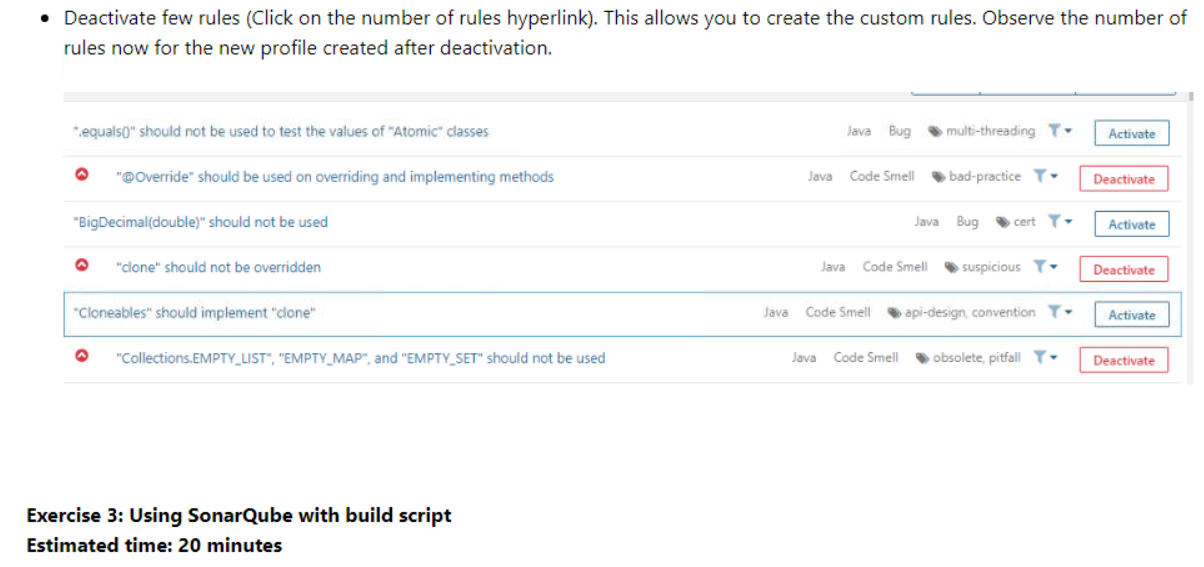 • Deactivate few rules (Click on the number of rules hyperlink). This allows you to create the custom rules. Observe the number of
rules now for the new profile created after deactivation.
".equals()" should not be used to test the values of "Atomic" classes Java Bug multi-threading Activate
"@Override" should be used on overriding and implementing methods Java Code Smell bad-practice Deactivate
"BigDecimal(double)" should not be used Java Bug cert Activate
"clone" should not be overridden Java Code Smell suspicious Deactivate
"Cloneables" should implement "clone" Java Code Smell api-design, convention Activate
"Collections.EMPTY_LIST", "EMPTY_MAP", and "EMPTY_SET" should not be used Java Code Smell obsolete, pitfall Deactivate
Exercise 3: Using SonarQube with build script
Estimated time: 20 minutes